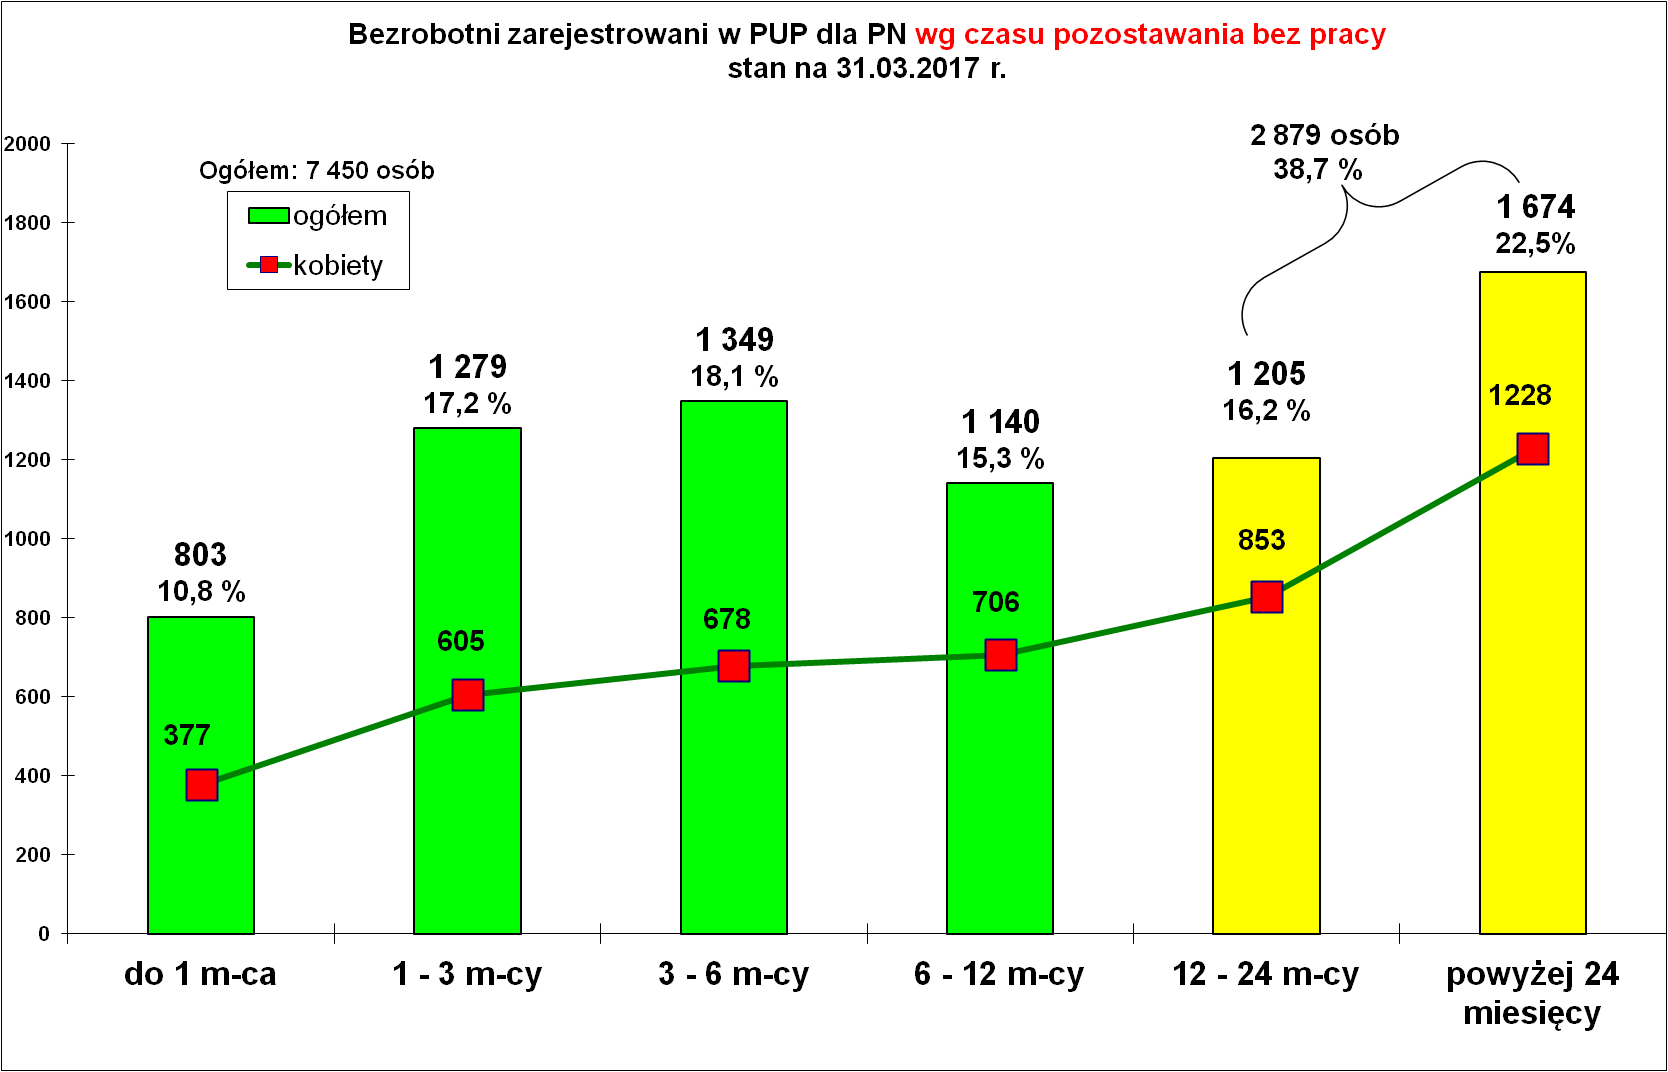 Bezrobotni zarejestrowani w PUP dla PN wg czasu pozostawania bez pracy
stan na 31.03.2017 r.
2 879 osób
38,7 %
Ogółem: 7 450 osób
ogółem
kobiety
2000
1800
1600
1400
1200
1000
800
600
400
200
0
803
10,8 %
377
1 279
17,2 %
605
1 349
18,1 %
678
1 140
15,3 %
706
1 205
16,2 %
853
1 674
22,5%
1228
do 1 m-ca
1 - 3 m-cy
3 - 6 m-cy
6 - 12 m-cy
12 - 24 m-cy
powyżej 24
miesięcy